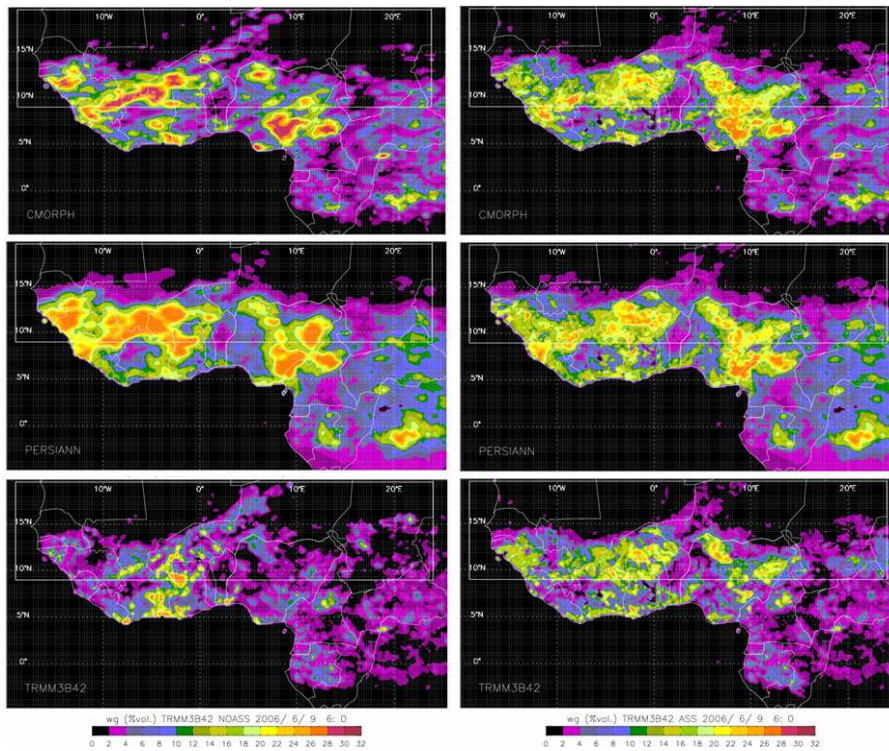 10°W 0° 10°E 20°E
15°N
10°N
5°N
0°
CMORPH
10°W 0° 10°E 20°E
15°N
10°N
5°N
0°
CMORPH
10°W 0° 10°E 20°E
15°N
10°N
5°N
0°
PERSIANN
10°W 0° 10°E 20°E
15°N
10°N
5°N
0°
PERSIANN
10°W 0° 10°E 20°E
15°N
10°N
5°N
0°
TRMM3B42
10°W 0° 10°E 20°E
15°N
10°N
5°N
0°
TRMM3B42
wg (%vol.) TRMM3B42 NOASS 2006/ 6/ 9 6: 0
0 2 4 6 8 10 12 14 16 18 20 22 24 26 28 30 32
wg (%vol.) TRMM3B42 ASS 2006/ 6/ 9 6: 0
0 2 4 6 8 10 12 14 16 18 20 22 24 26 28 30 32